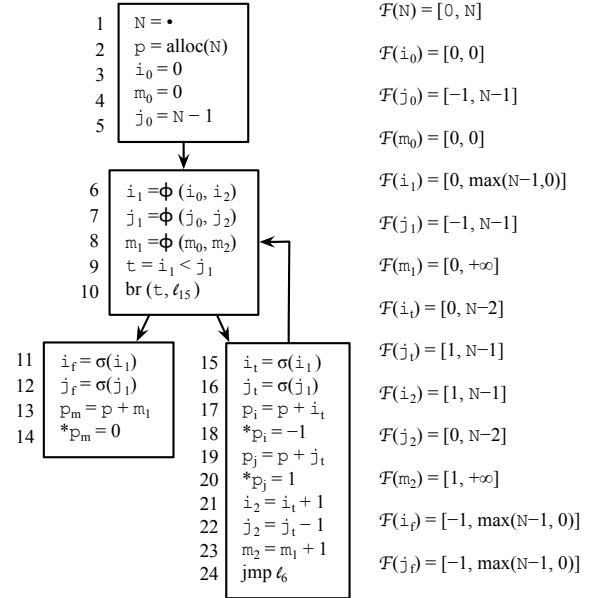 1 N = •
2 p = alloc(N)
3 i₀ = 0
4 m₀ = 0
5 j₀ = N − 1
6 i₁ =ϕ (i₀, i₂)
7 j₁ =ϕ (j₀, j₂)
8 m₁ =ϕ (m₀, m₂)
9 t = i₁ < j₁
10 br (t, ℓ₁₅)
11 i_f = σ(i₁)
12 j_f = σ(j₁)
13 p_m = p + m₁
14 *p_m = 0
15 i_t = σ(i₁)
16 j_t = σ(j₁)
17 p_i = p + i_t
18 *p_i = −1
19 p_j = p + j_t
20 *p_j = 1
21 i₂ = i_t + 1
22 j₂ = j_t − 1
23 m₂ = m₁ + 1
24 jmp ℓ₆
ℱ(N) = [0, N]
ℱ(i₀) = [0, 0]
ℱ(j₀) = [−1, N−1]
ℱ(m₀) = [0, 0]
ℱ(i₁) = [0, max(N−1,0)]
ℱ(j₁) = [−1, N−1]
ℱ(m₁) = [0, +∞]
ℱ(i_t) = [0, N−2]
ℱ(j_t) = [1, N−1]
ℱ(i₂) = [1, N−1]
ℱ(j₂) = [0, N−2]
ℱ(m₂) = [1, +∞]
ℱ(i_f) = [−1, max(N−1, 0)]
ℱ(j_f) = [−1, max(N−1, 0)]